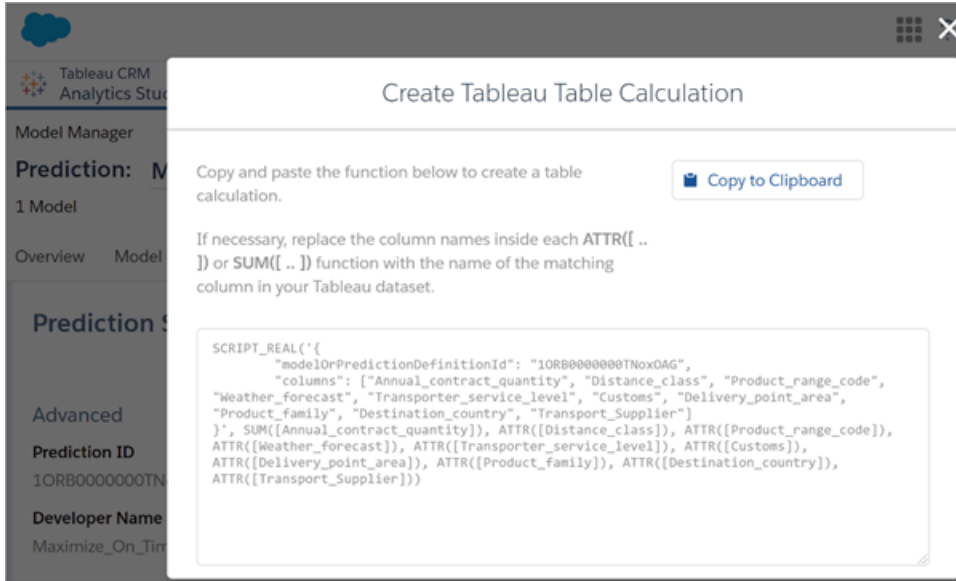 Tableau CRM
Analytics Stud
Model Manager
Prediction: M
1 Model
Overview Model
Prediction S
Advanced
Prediction ID
1ORB0000000TN
Developer Name
Maximize_On_Tim
Create Tableau Table Calculation
Copy and paste the function below to create a table
calculation.
Copy to Clipboard
If necessary, replace the column names inside each ATTR([ ..
]) or SUM([ .. ]) function with the name of the matching
column in your Tableau dataset.
SCRIPT_REAL('{
"modelOrPredictionDefinitionId": "1ORB0000000TNoxOAG",
"columns": ["Annual_contract_quantity", "Distance_class", "Product_range_code",
"Weather_forecast", "Transporter_service_level", "Customs", "Delivery_point_area",
"Product_family", "Destination_country", "Transport_Supplier"]
}', SUM([Annual_contract_quantity]), ATTR([Distance_class]), ATTR([Product_range_code]),
ATTR([Weather_forecast]), ATTR([Transporter_service_level]), ATTR([Customs]),
ATTR([Delivery_point_area]), ATTR([Product_family]), ATTR([Destination_country]),
ATTR([Transport_Supplier]))